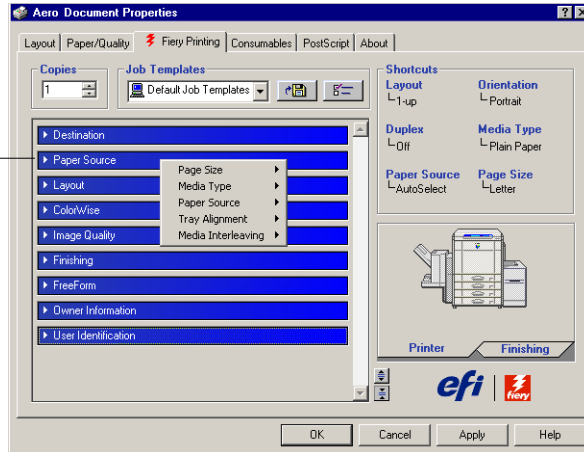 Aero Document Properties
Layout Paper/Quality Fiery Printing Consumables PostScript About
Copies
1
Job Templates
Default Job Templates
Destination
Paper Source
Layout
ColorWise
Image Quality
Finishing
FreeForm
Owner Information
User Identification
Page Size
Media Type
Paper Source
Tray Alignment
Media Interleaving
Shortcuts
Layout Orientation
1-up Portrait
Duplex Media Type
Off Plain Paper
Paper Source Page Size
AutoSelect Letter
Printer Finishing
efi fiery
OK Cancel Apply Help